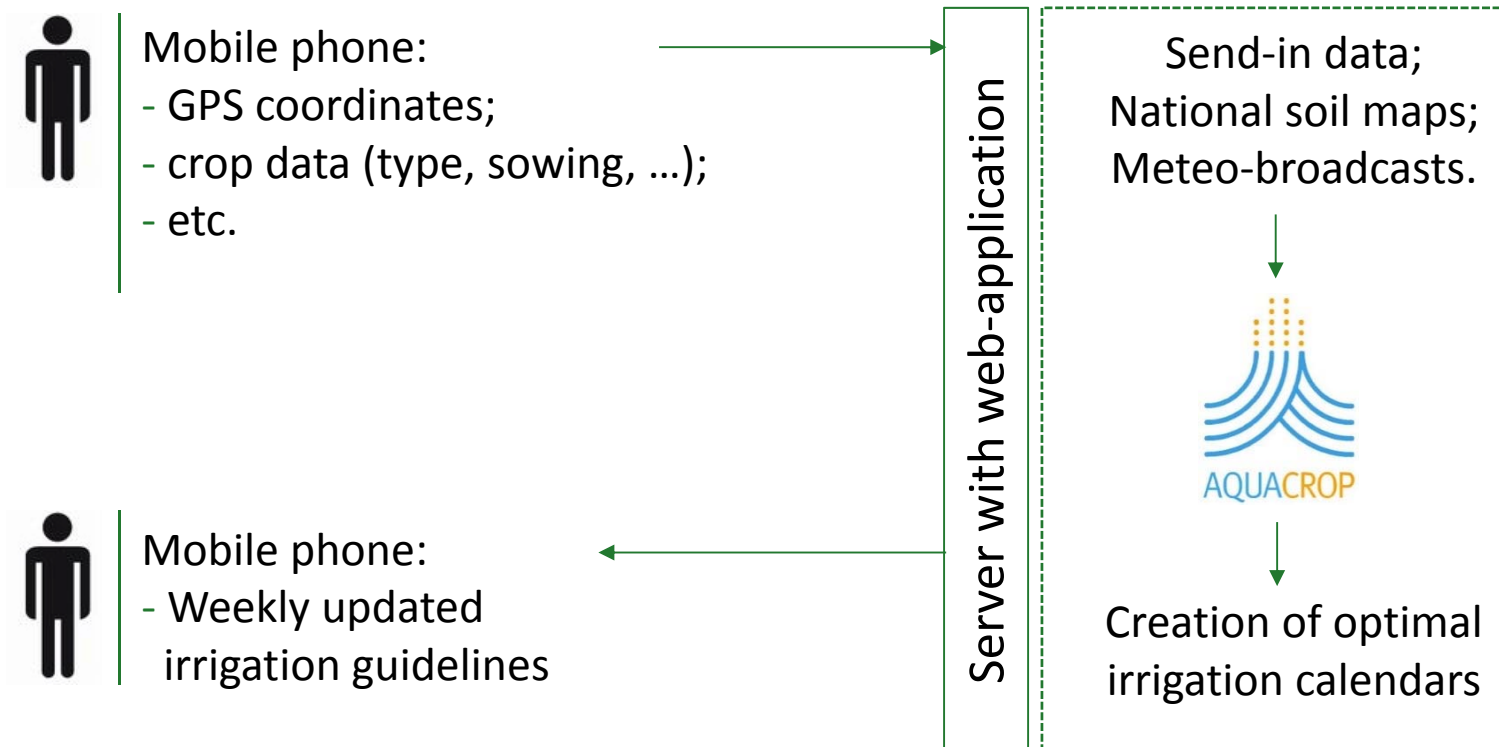 Mobile phone:
- GPS coordinates;
- crop data (type, sowing, ...);
- etc.
Mobile phone:
- Weekly updated
irrigation guidelines
Server with web-application
Send-in data;
National soil maps;
Meteo-broadcasts.
AQUACROP
Creation of optimal
irrigation calendars